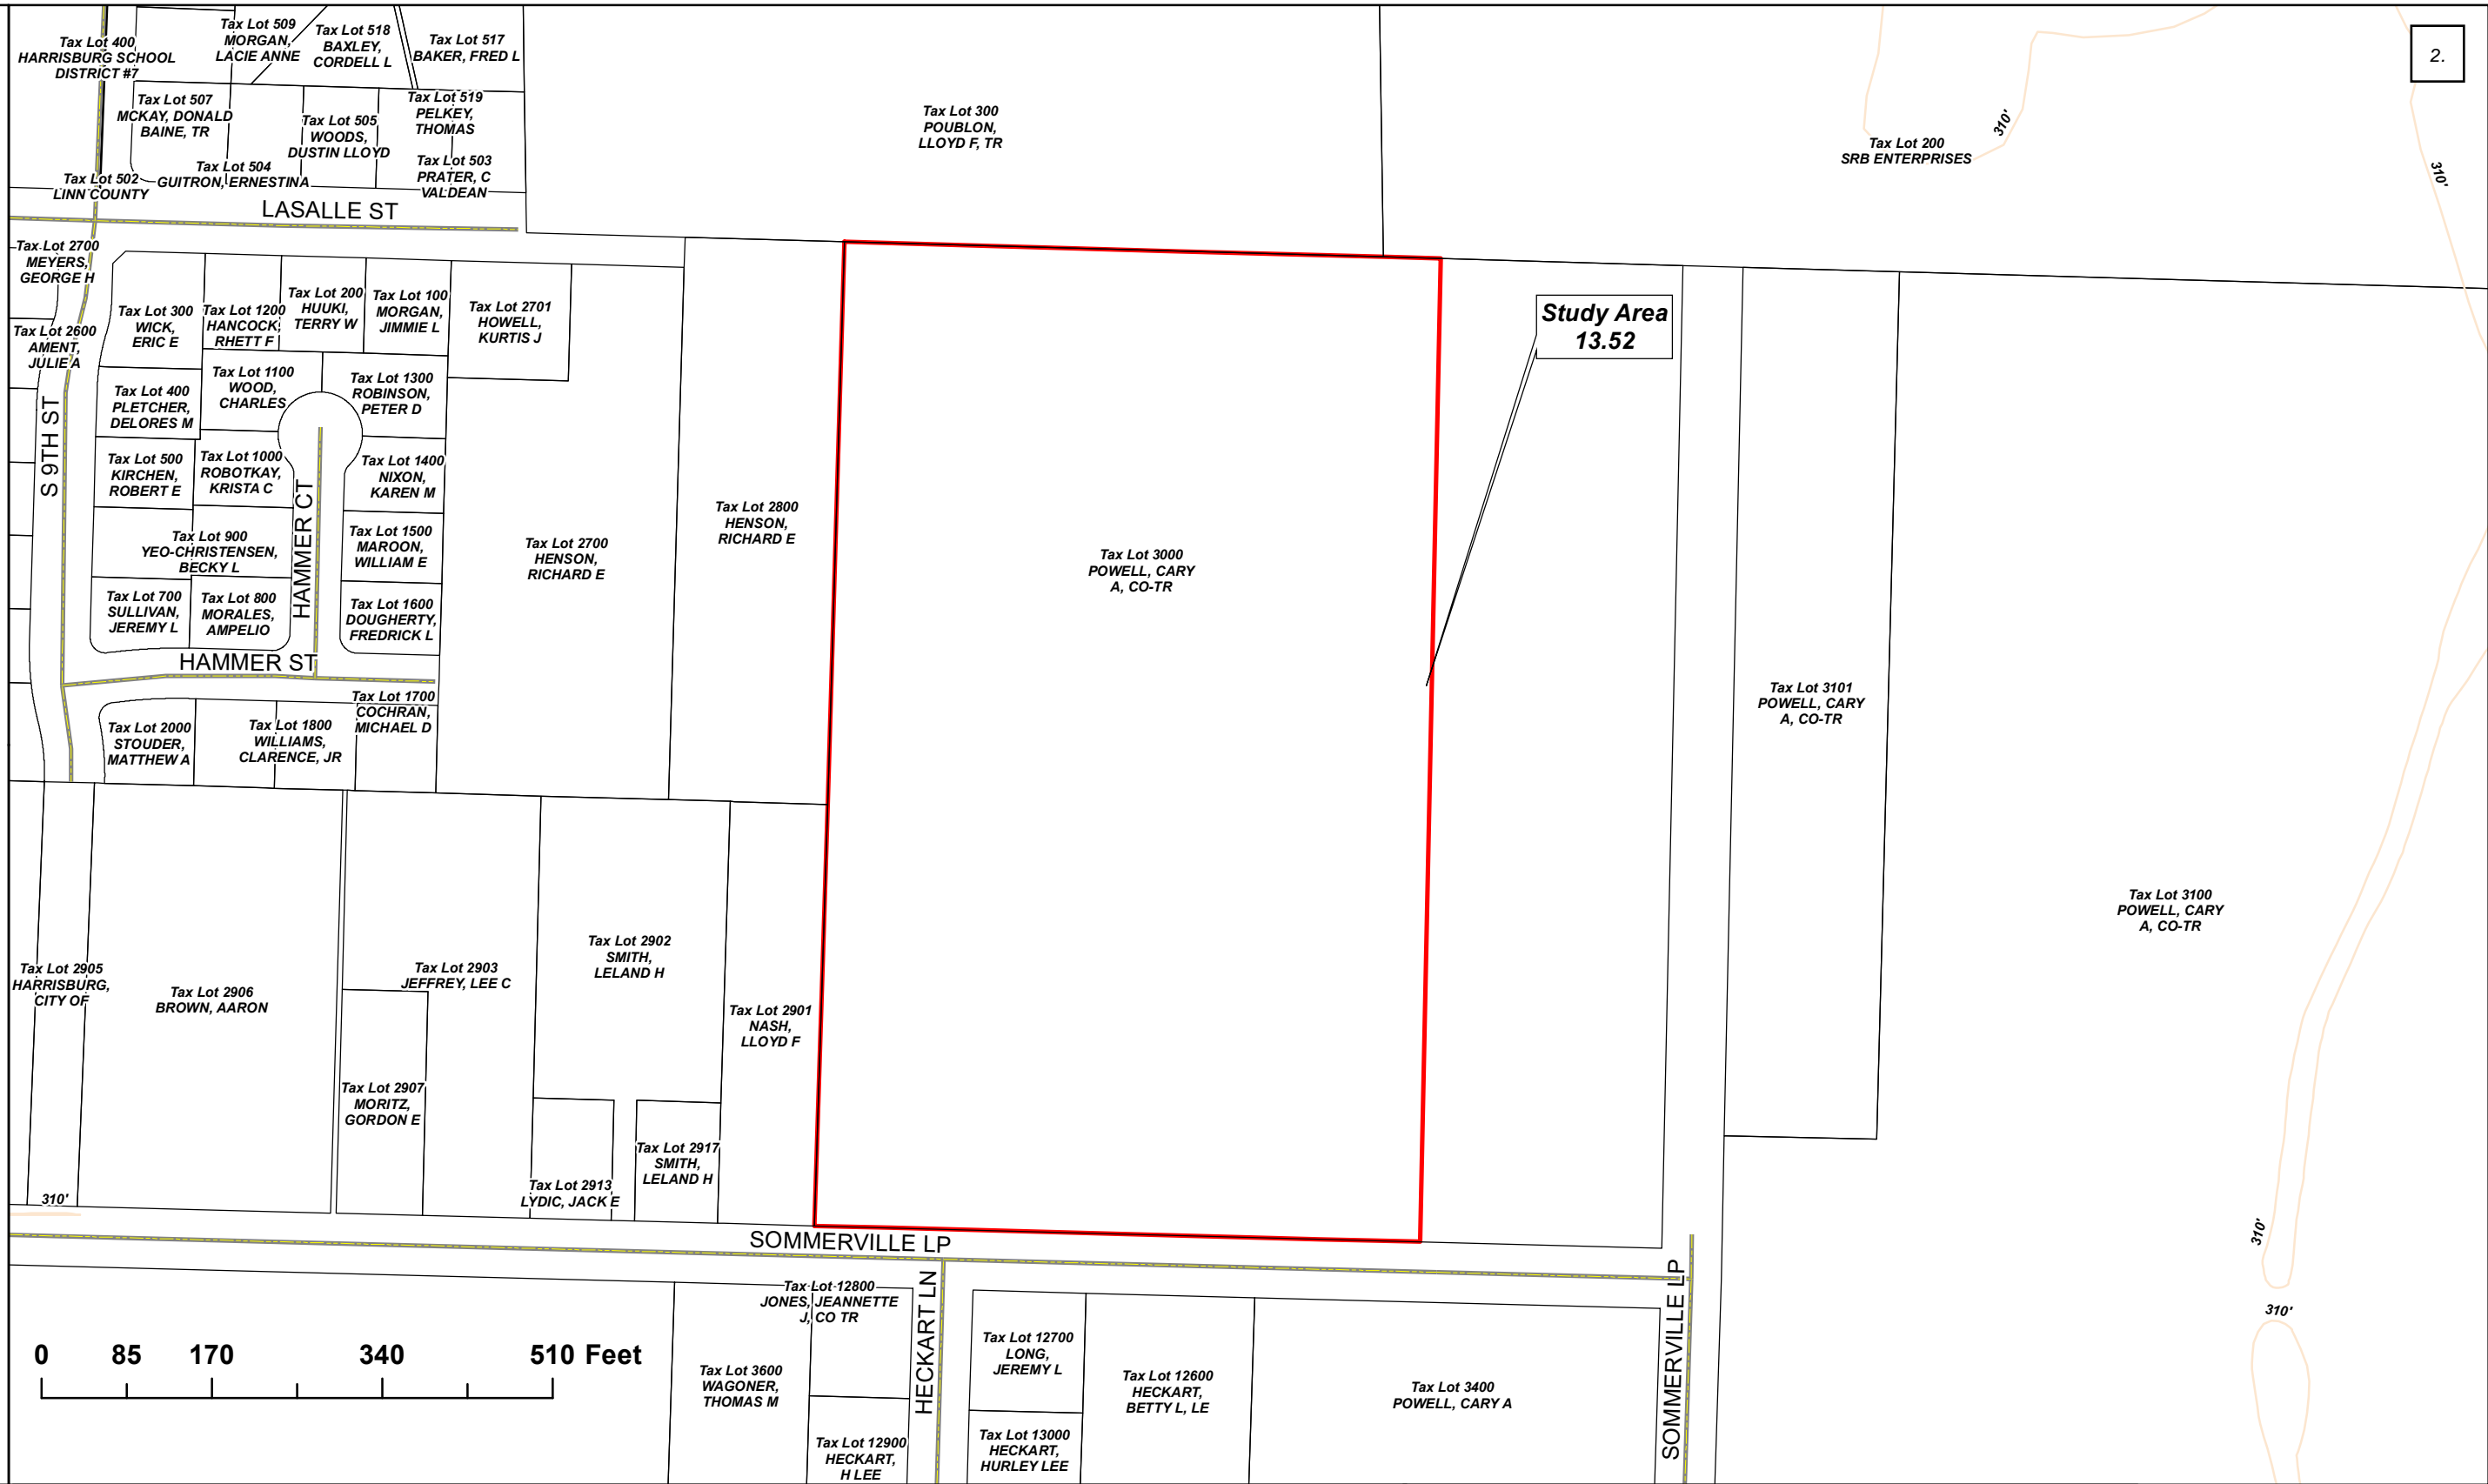 Tax Lot 400
HARRISBURG SCHOOL
DISTRICT #7
Tax Lot 509
MORGAN,
LACIE ANNE
Tax Lot 518
BAXLEY,
CORDELL L
Tax Lot 517
BAKER, FRED L
2.
Tax Lot 507
MCKAY, DONALD
BAINE, TR
Tax Lot 505
WOODS,
DUSTIN LLOYD
Tax Lot 519
PELKEY,
THOMAS
Tax Lot 300
POUBLON,
LLOYD F, TR
310'
Tax Lot 200
SRB ENTERPRISES
310'
Tax Lot 502
LINN COUNTY
Tax Lot 504
GUITRON, ERNESTINA
Tax Lot 503
PRATER, C
VALDEAN
LASALLE ST
Tax Lot 2700
MEYERS,
GEORGE H
Tax Lot 300
WICK,
ERIC E
Tax Lot 1200
HANCOCK,
RHETT F
Tax Lot 200
HUUKI,
TERRY W
Tax Lot 100
MORGAN,
JIMMIE L
Tax Lot 2701
HOWELL,
KURTIS J
Study Area
13.52
Tax Lot 2600
AMENT,
JULIE A
Tax Lot 400
PLETCHER,
DELORES M
Tax Lot 1100
WOOD,
CHARLES
Tax Lot 1300
ROBINSON,
PETER D
S 9TH ST
Tax Lot 500
KIRCHEN,
ROBERT E
Tax Lot 1000
ROBOTKAY,
KRISTA C
Tax Lot 1400
NIXON,
KAREN M
HAMMER CT
Tax Lot 900
YEO-CHRISTENSEN,
BECKY L
Tax Lot 1500
MAROON,
WILLIAM E
Tax Lot 2700
HENSON,
RICHARD E
Tax Lot 2800
HENSON,
RICHARD E
Tax Lot 3000
POWELL, CARY
A, CO-TR
Tax Lot 700
SULLIVAN,
JEREMY L
Tax Lot 800
MORALES,
AMPELIO
Tax Lot 1600
DOUGHERTY,
FREDRICK L
HAMMER ST
Tax Lot 2000
STOUDER,
MATTHEW A
Tax Lot 1800
WILLIAMS,
CLARENCE, JR
Tax Lot 1700
COCHRAN,
MICHAEL D
Tax Lot 3101
POWELL, CARY
A, CO-TR
Tax Lot 3100
POWELL, CARY
A, CO-TR
Tax Lot 2905
HARRISBURG,
CITY OF
Tax Lot 2906
BROWN, AARON
Tax Lot 2903
JEFFREY, LEE C
Tax Lot 2902
SMITH,
LELAND H
Tax Lot 2901
NASH,
LLOYD F
Tax Lot 2907
MORITZ,
GORDON E
Tax Lot 2913
LYDIC, JACK E
Tax Lot 2917
SMITH,
LELAND H
310'
310'
SOMMERVILLE LP
310'
Tax Lot 12800
JONES, JEANNETTE
J, CO TR
HECKART LN
SOMMERVILLE LP
0 85 170 340 510 Feet
Tax Lot 3600
WAGONER,
THOMAS M
Tax Lot 12700
LONG,
JEREMY L
Tax Lot 12600
HECKART,
BETTY L, LE
Tax Lot 3400
POWELL, CARY A
Tax Lot 12900
HECKART,
H LEE
Tax Lot 13000
HECKART,
HURLEY LEE